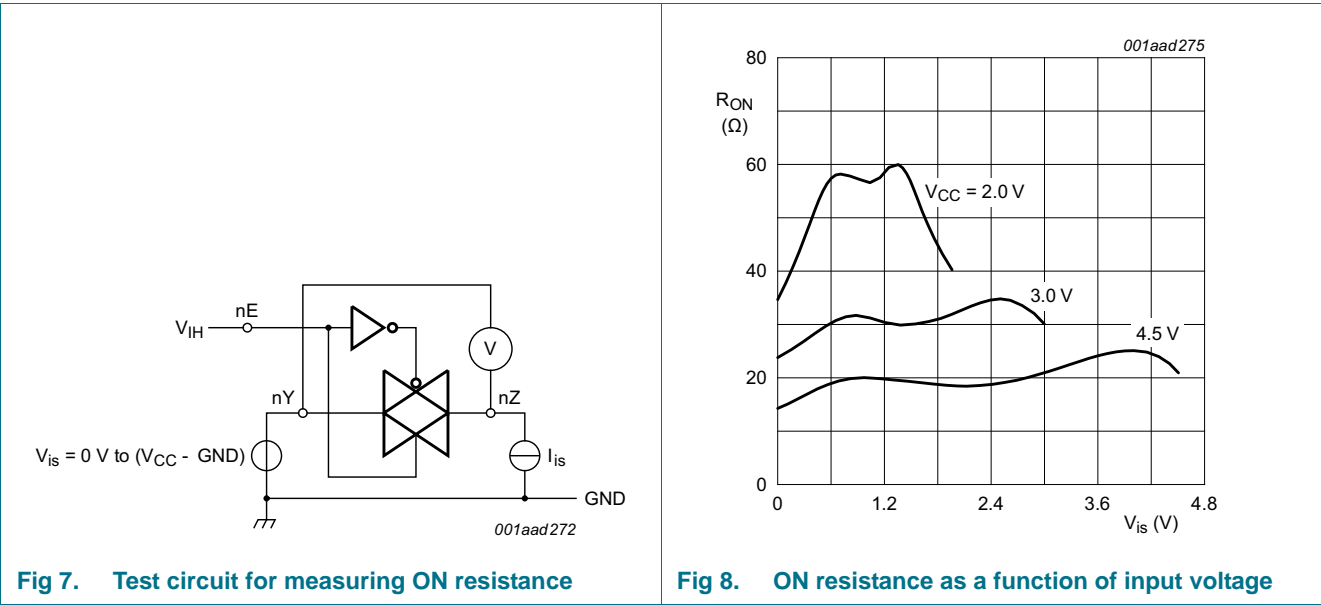 nE
VIH
V
nY
nZ
Vis = 0 V to (VCC - GND)
Iis
GND
001aad272
Fig 7. Test circuit for measuring ON resistance
001aad275
80
RON
(Ω)
60
VCC = 2.0 V
40
3.0 V
4.5 V
20
0
0 1.2 2.4 3.6 4.8
Vis (V)
Fig 8. ON resistance as a function of input voltage